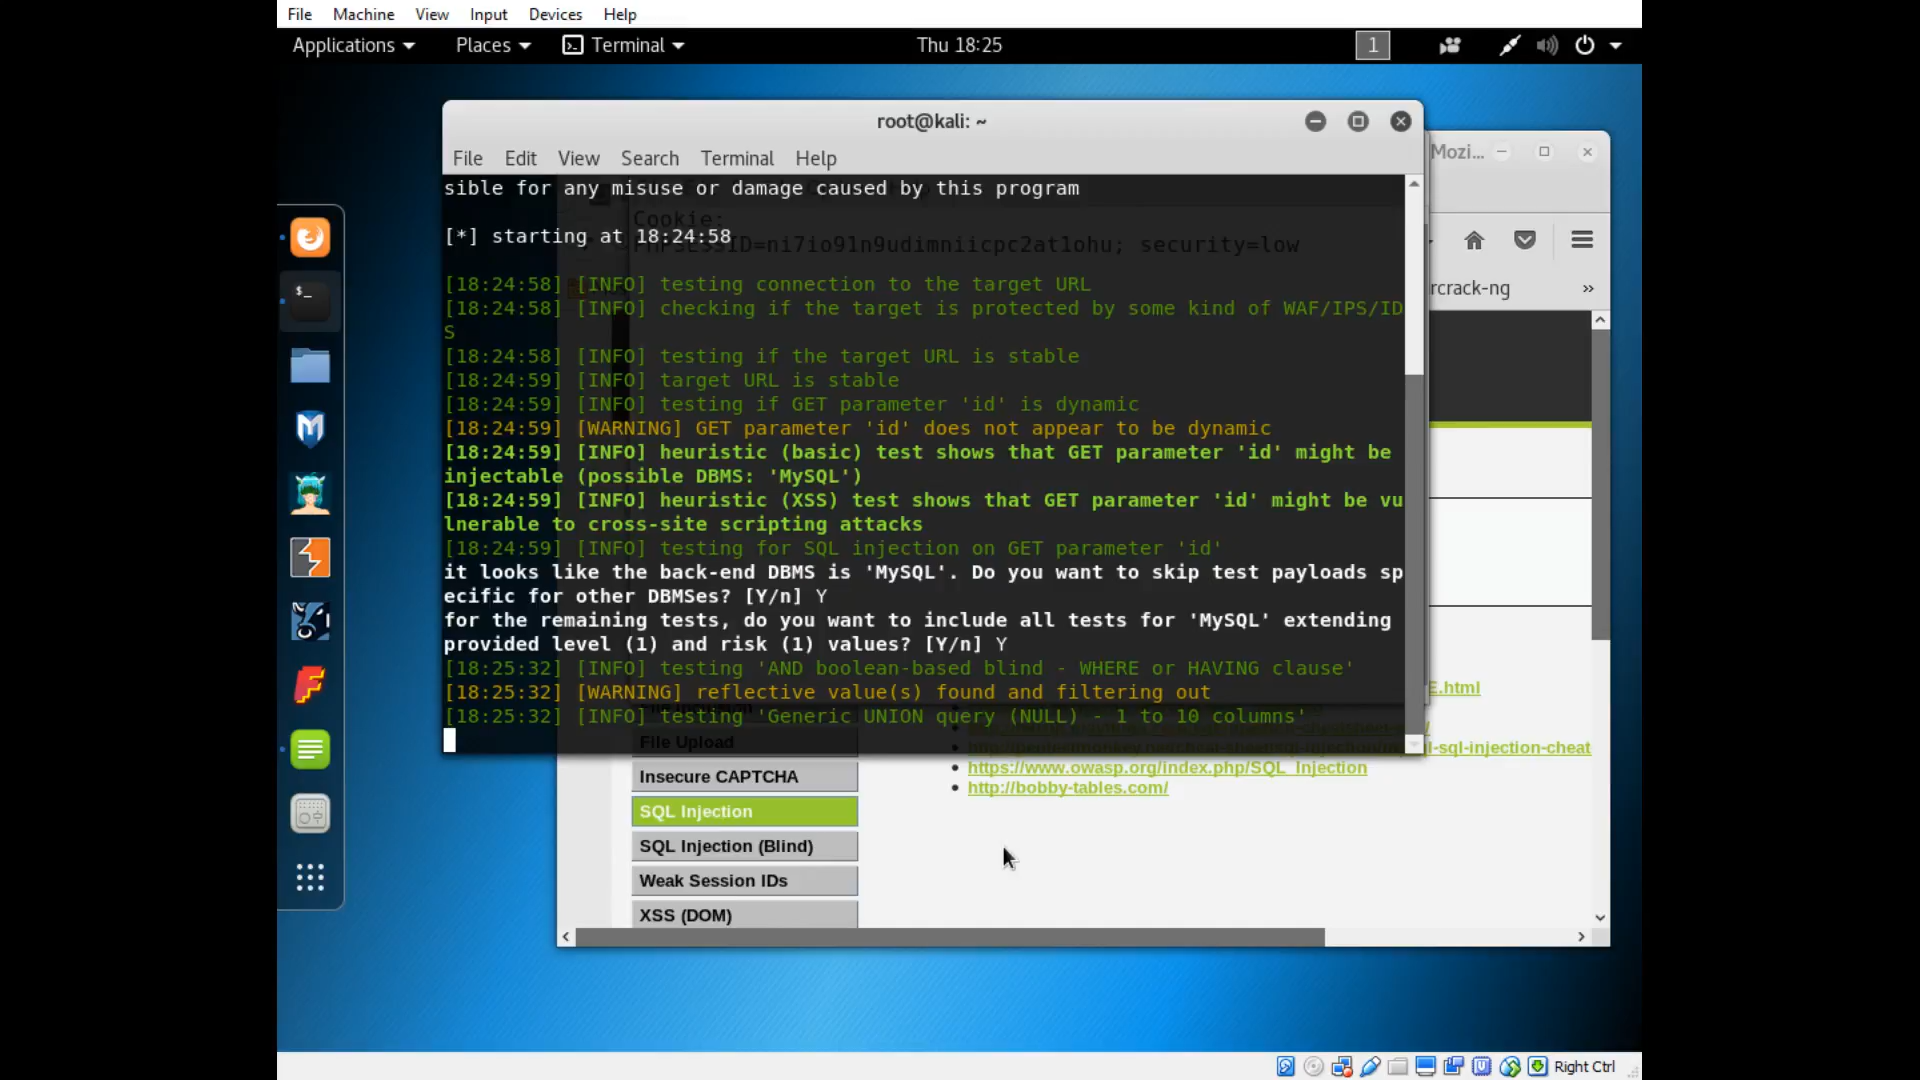 File Machine View Input Devices Help
Applications Places Terminal Thu 18:25 1
root@kali: ~
Mozi...
File Edit View Search Terminal Help
sible for any misuse or damage caused by this program
Cookie:
[*] starting at 18:24:58
PHPSESSID=ni7io91n9udimniicpc2at1ohu; security=low
[18:24:58] [INFO] testing connection to the target URL
rcrack-ng »
[18:24:58] [INFO] checking if the target is protected by some kind of WAF/IPS/ID
S
[18:24:58] [INFO] testing if the target URL is stable
[18:24:59] [INFO] target URL is stable
[18:24:59] [INFO] testing if GET parameter 'id' is dynamic
[18:24:59] [WARNING] GET parameter 'id' does not appear to be dynamic
[18:24:59] [INFO] heuristic (basic) test shows that GET parameter 'id' might be
injectable (possible DBMS: 'MySQL')
[18:24:59] [INFO] heuristic (XSS) test shows that GET parameter 'id' might be vu
lnerable to cross-site scripting attacks
[18:24:59] [INFO] testing for SQL injection on GET parameter 'id'
it looks like the back-end DBMS is 'MySQL'. Do you want to skip test payloads sp
ecific for other DBMSes? [Y/n] Y
for the remaining tests, do you want to include all tests for 'MySQL' extending
provided level (1) and risk (1) values? [Y/n] Y
[18:25:32] [INFO] testing 'AND boolean-based blind - WHERE or HAVING clause'
[18:25:32] [WARNING] reflective value(s) found and filtering out
E.html
[18:25:32] [INFO] testing 'Generic UNION query (NULL) - 1 to 10 columns'
File Upload
l-sql-injection-cheat
https://www.owasp.org/index.php/SQL_Injection
Insecure CAPTCHA
http://bobby-tables.com/
SQL Injection
SQL Injection (Blind)
Weak Session IDs
XSS (DOM)
Right Ctrl